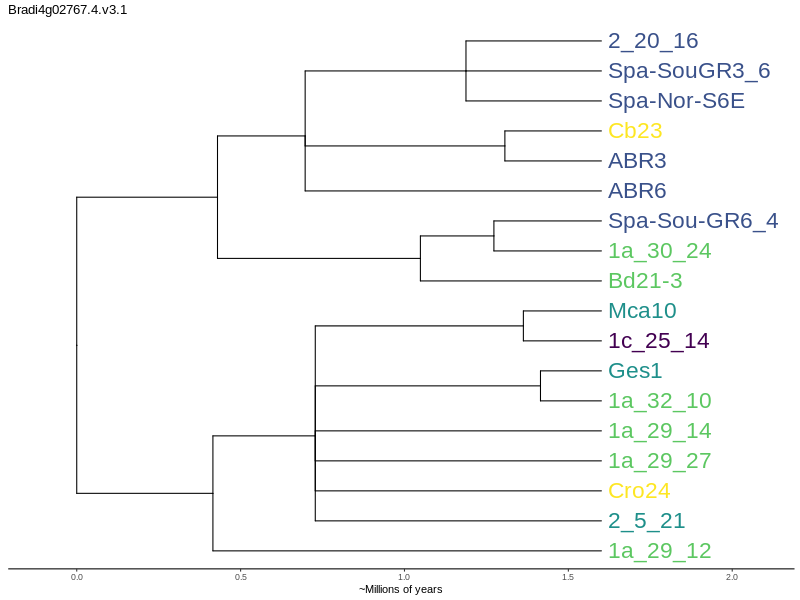 Bradi4g02767.4.v3.1
2_20_16
Spa-SouGR3_6
Spa-Nor-S6E
Cb23
ABR3
ABR6
Spa-Sou-GR6_4
1a_30_24
Bd21-3
Mca10
1c_25_14
Ges1
1a_32_10
1a_29_14
1a_29_27
Cro24
2_5_21
1a_29_12
0.0 0.5 1.0 1.5 2.0
~Millions of years